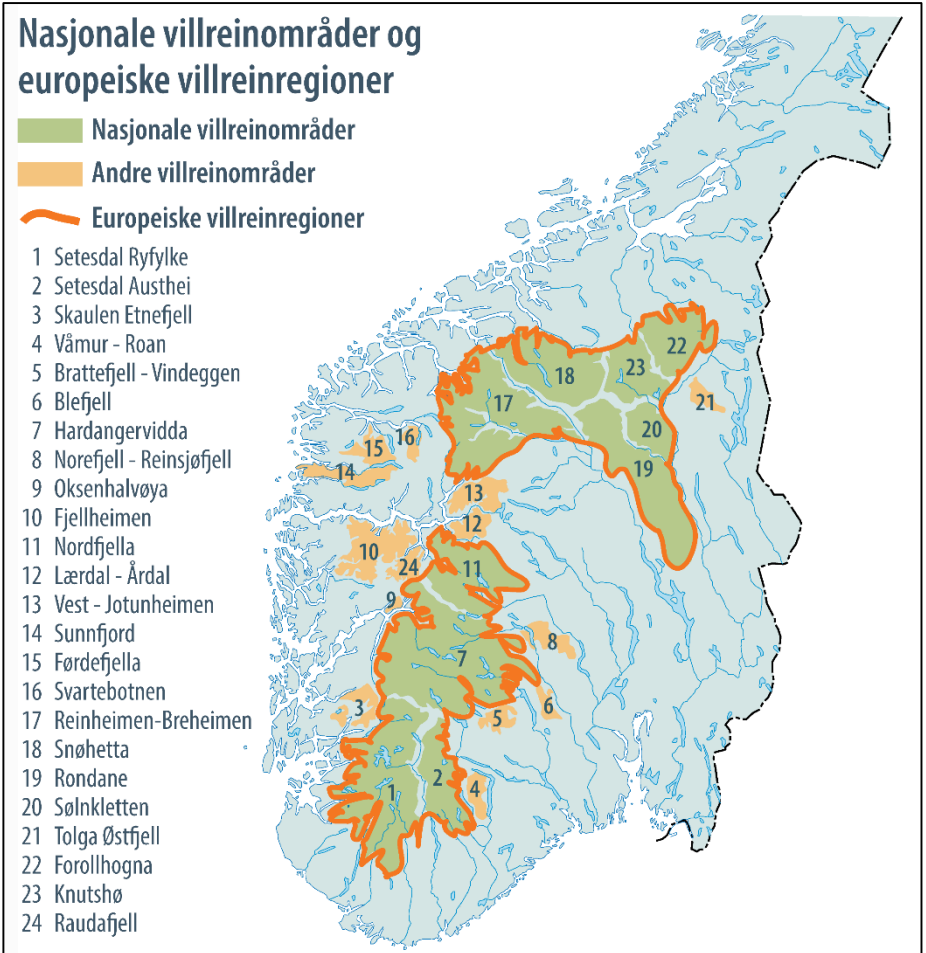 Nasjonale villreinområder og
europeiske villreinregioner
Nasjonale villreinområder
Andre villreinområder
Europeiske villreinregioner
1 Setesdal Ryfylke
2 Setesdal Austhei
3 Skaulen Etnefjell
4 Våmur - Roan
5 Brattefjell - Vindeggen
6 Blefjell
7 Hardangervidda
8 Norefjell - Reinsjøfjell
9 Oksenhalvøya
10 Fjellheimen
11 Nordfjella
12 Lærdal - Årdal
13 Vest - Jotunheimen
14 Sunnfjord
15 Førdefjella
16 Svartebotnen
17 Reinheimen-Breheimen
18 Snøhetta
19 Rondane
20 Sølnkletten
21 Tolga Østfjell
22 Forollhogna
23 Knutshø
24 Raudafjell
22
23
18
21
17
20
16
15
19
14
13
12
10
24
11
9
8
7
6
3
5
2
4
1